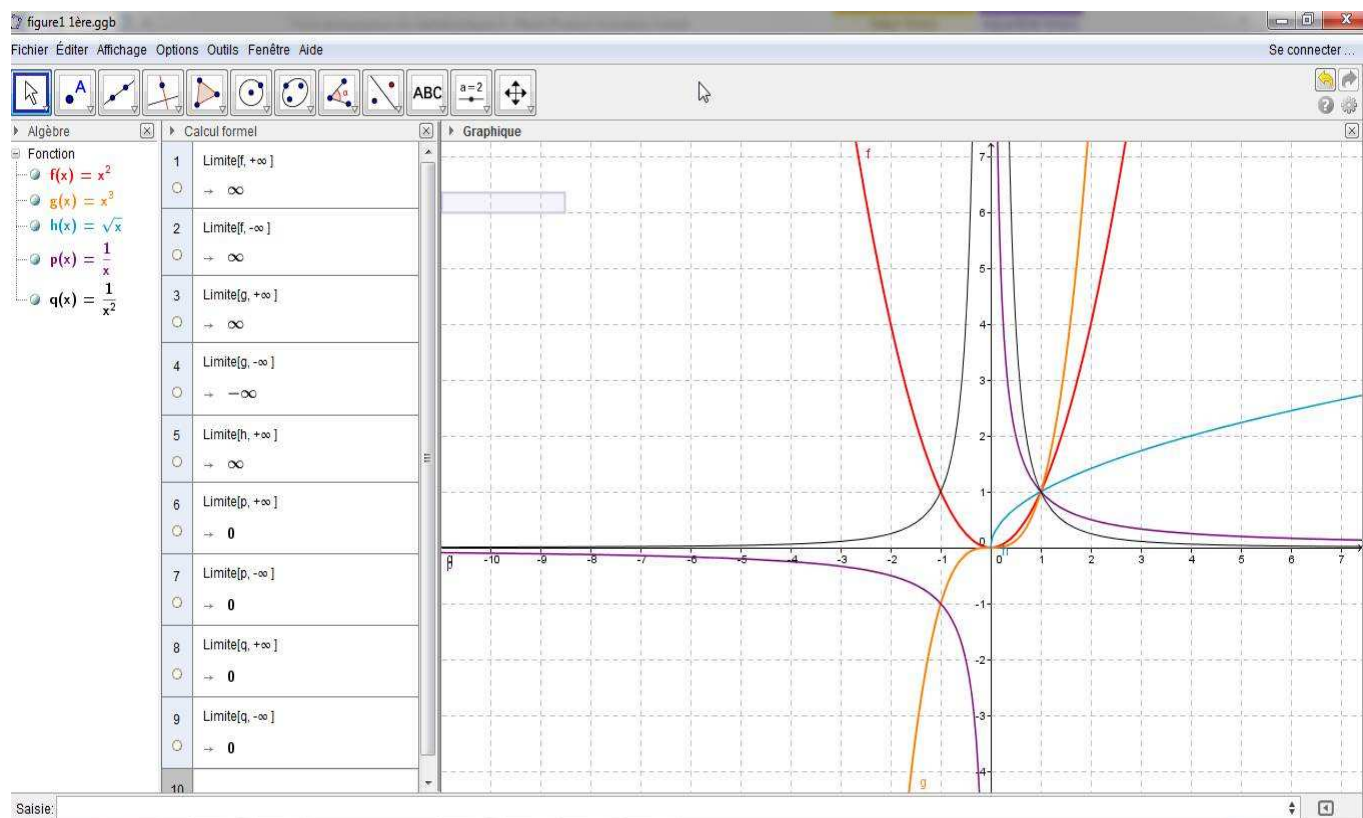 figure1 1ère.ggb
Fichier Éditer Affichage Options Outils Fenêtre Aide
Se connecter ...
A
α
ABC
a=2
Algèbre
Calcul formel
Graphique
Fonction
f(x) = x²
g(x) = x³
h(x) = √x
p(x) = 1/x
q(x) = 1/x²
1
Limite[f, +∞ ]
→ ∞
2
Limite[f, -∞ ]
→ ∞
3
Limite[g, +∞ ]
→ ∞
4
Limite[g, -∞ ]
→ −∞
5
Limite[h, +∞ ]
→ ∞
6
Limite[p, +∞ ]
→ 0
7
Limite[p, -∞ ]
→ 0
8
Limite[q, +∞ ]
→ 0
9
Limite[q, -∞ ]
→ 0
10
f
7
6
5
4
3
2
1
0
-10 -9 -8 -7 -6 -5 -4 -3 -2 -1 0 1 2 3 4 5 6 7
p
-1
-2
-3
-4
g
Saisie: